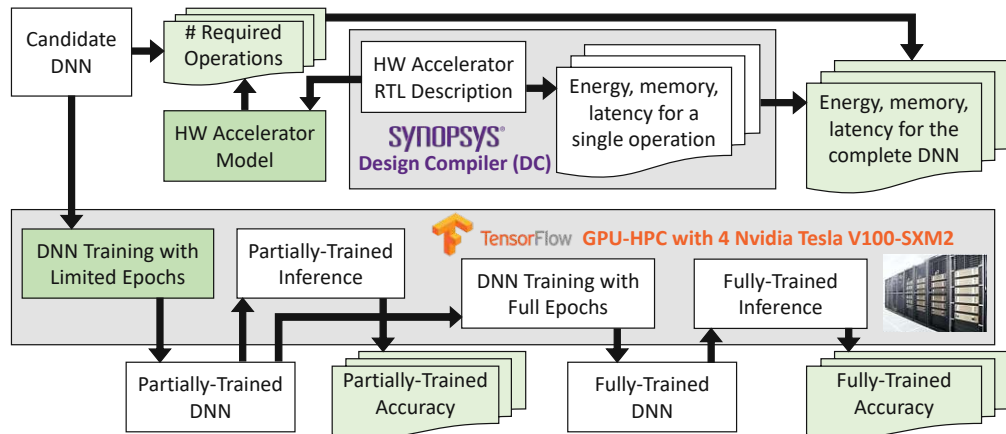 Candidate
DNN
# Required
Operations
HW Accelerator
RTL Description
Energy, memory,
latency for a
single operation
Energy, memory,
latency for the
complete DNN
HW Accelerator
Model
SYNOPSYS®
Design Compiler (DC)
TensorFlow GPU-HPC with 4 Nvidia Tesla V100-SXM2
DNN Training with
Limited Epochs
Partially-Trained
Inference
DNN Training with
Full Epochs
Fully-Trained
Inference
Partially-Trained
DNN
Partially-Trained
Accuracy
Fully-Trained
DNN
Fully-Trained
Accuracy